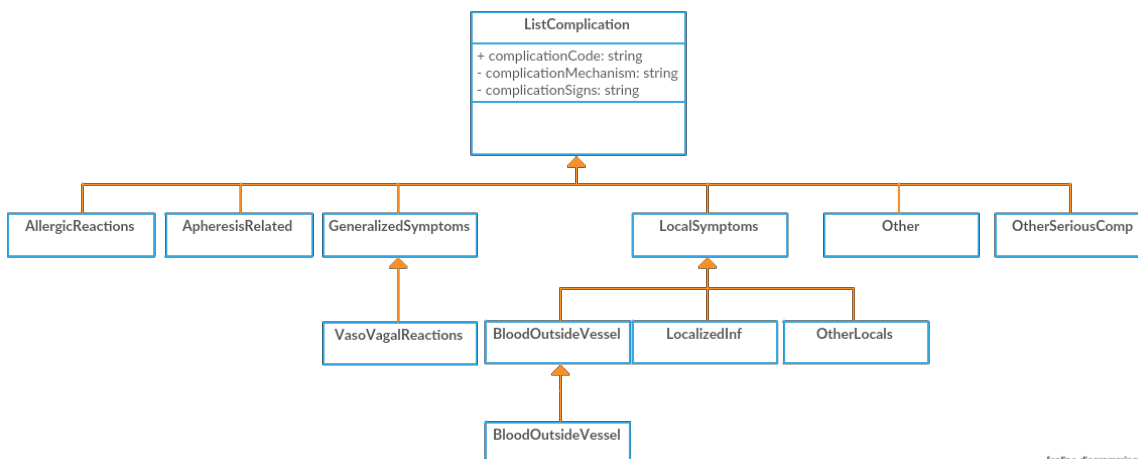 ListComplication
+ complicationCode: string
- complicationMechanism: string
- complicationSigns: string
AllergicReactions
ApheresisRelated
GeneralizedSymptoms
LocalSymptoms
Other
OtherSeriousComp
VasoVagalReactions
BloodOutsideVessel
LocalizedInf
OtherLocals
BloodOutsideVessel